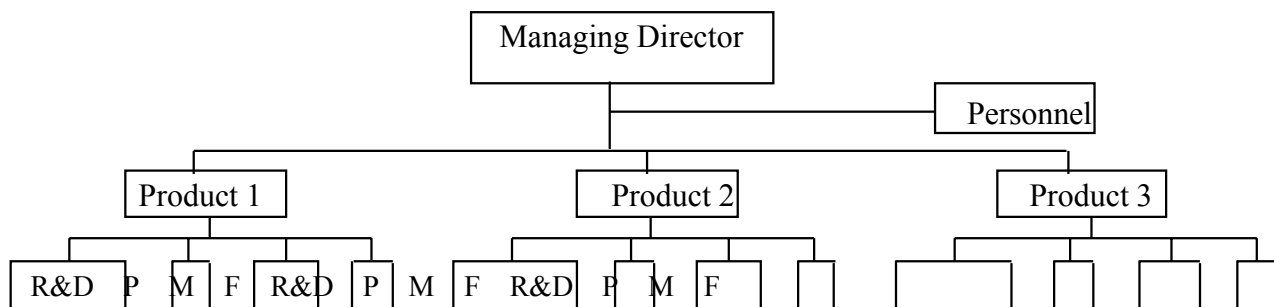 Managing Director
Personnel
Product 1 Product 2 Product 3
R&D P M F R&D P M F R&D P M F